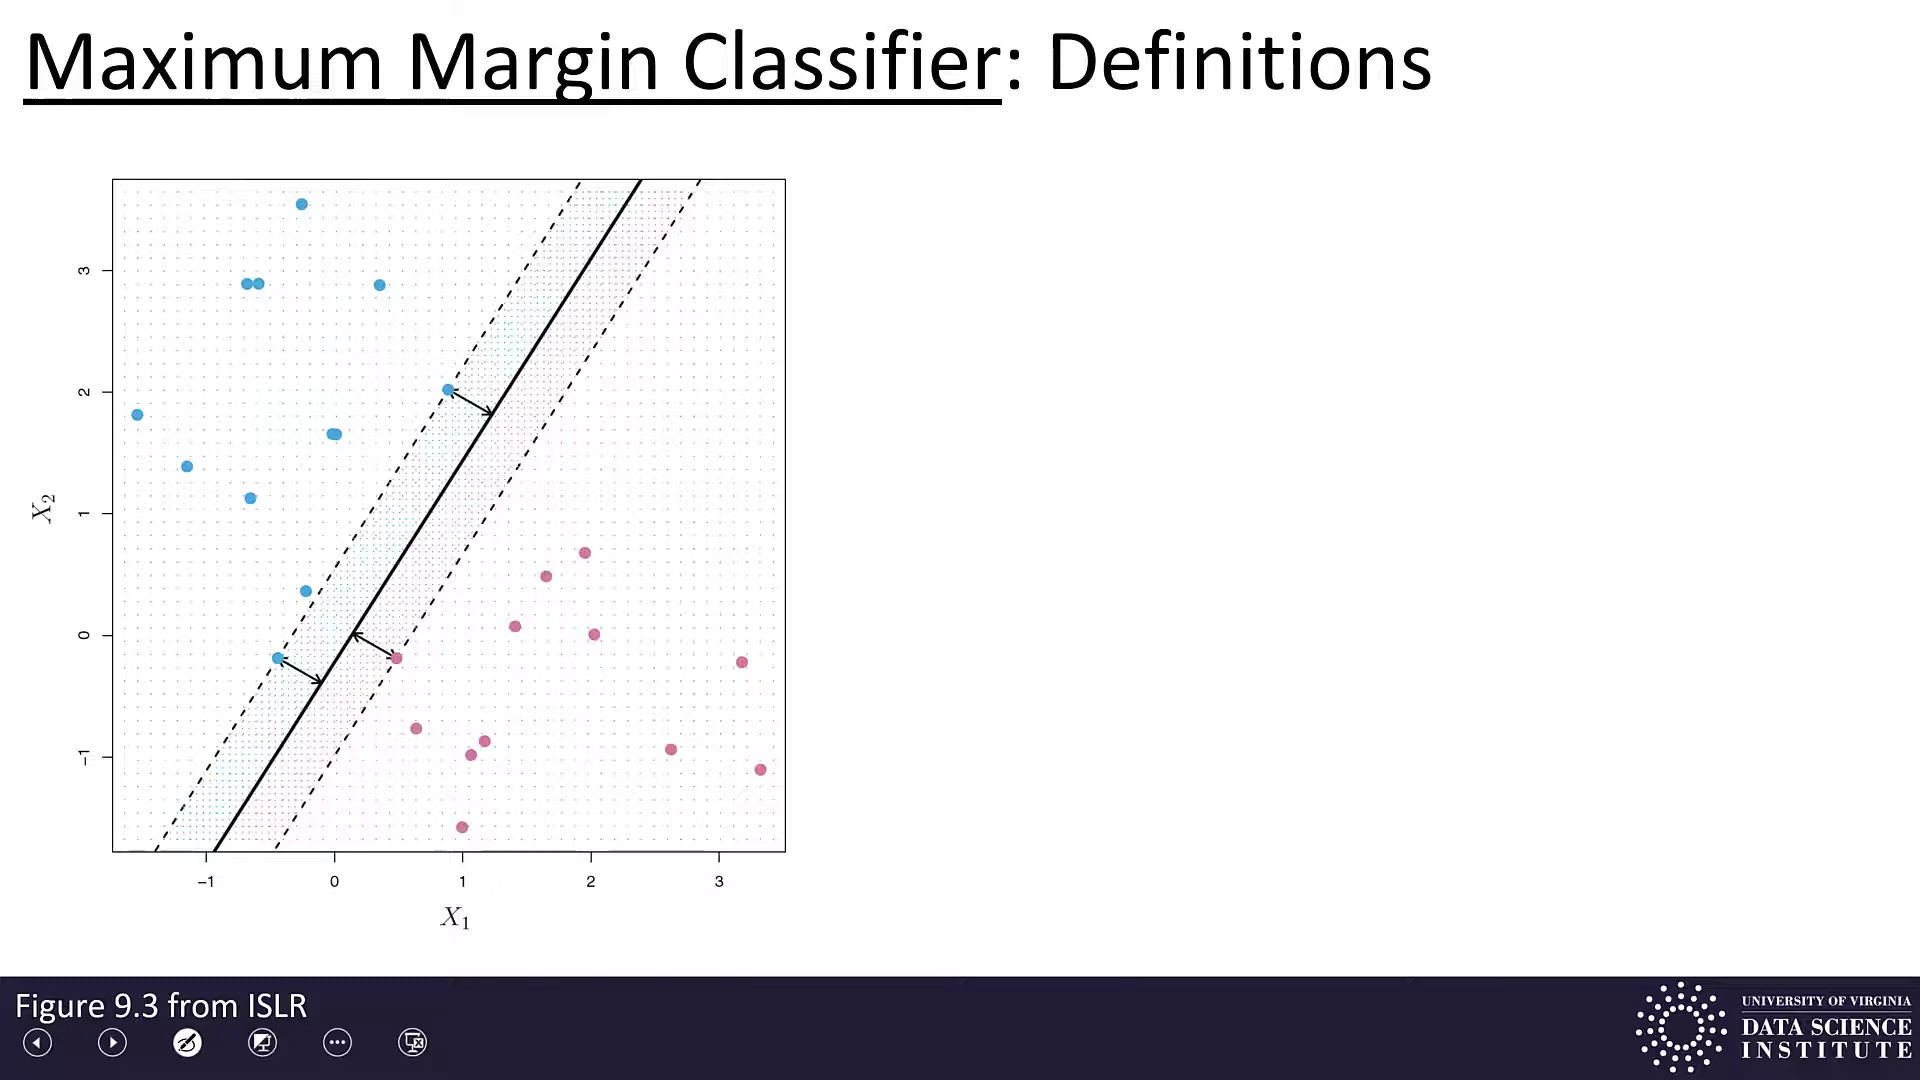 Maximum Margin Classifier: Definitions
3
2
1
0
−1
X₂
−1 0 1 2 3
X₁
Figure 9.3 from ISLR
UNIVERSITY OF VIRGINIA
DATA SCIENCE
INSTITUTE